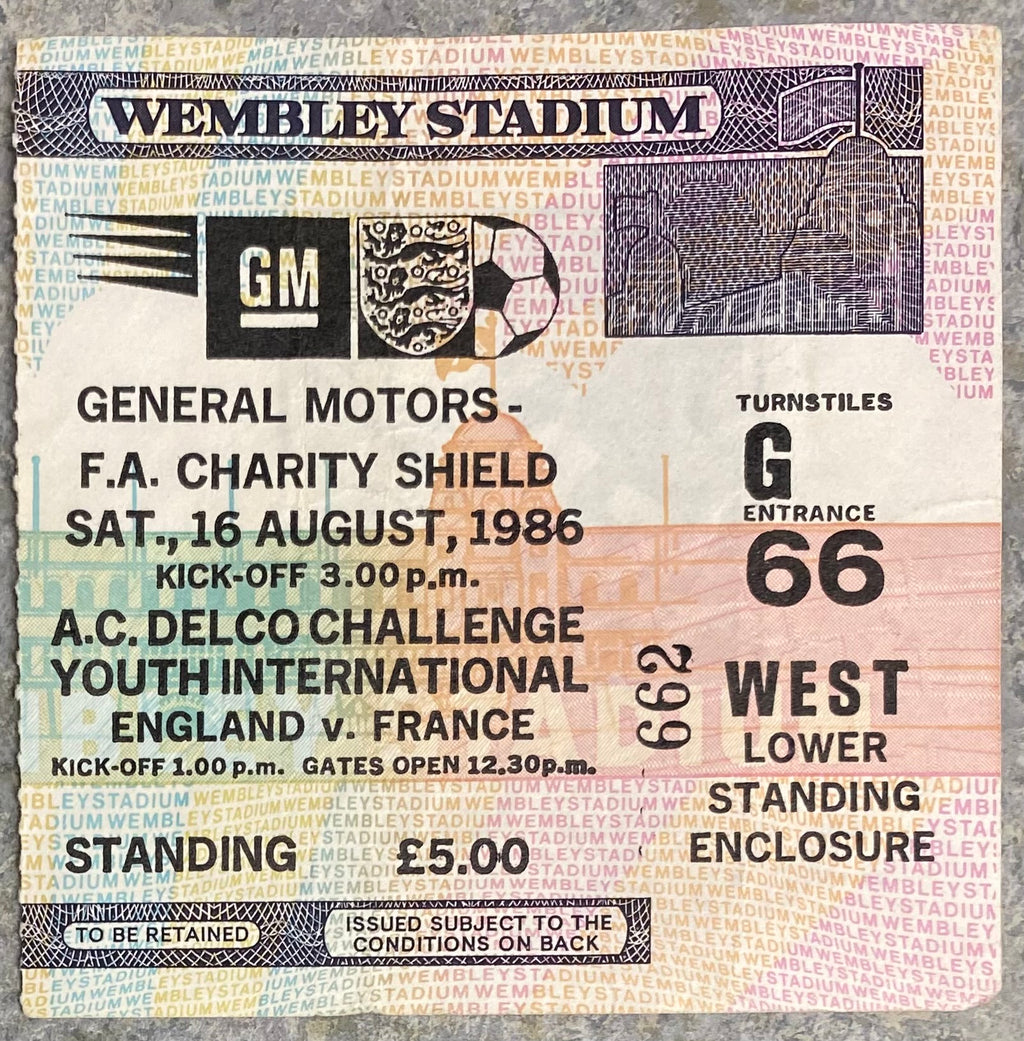 WEMBLEY STADIUM
GM
GENERAL MOTORS-
F.A. CHARITY SHIELD
SAT., 16 AUGUST, 1986
KICK-OFF 3.00 p.m.
A.C. DELCO CHALLENGE
YOUTH INTERNATIONAL
ENGLAND v. FRANCE
KICK-OFF 1.00 p.m. GATES OPEN 12.30p.m.
STANDING £5.00
TO BE RETAINED
ISSUED SUBJECT TO THE
CONDITIONS ON BACK
662
TURNSTILES
G
ENTRANCE
66
WEST
LOWER
STANDING
ENCLOSURE